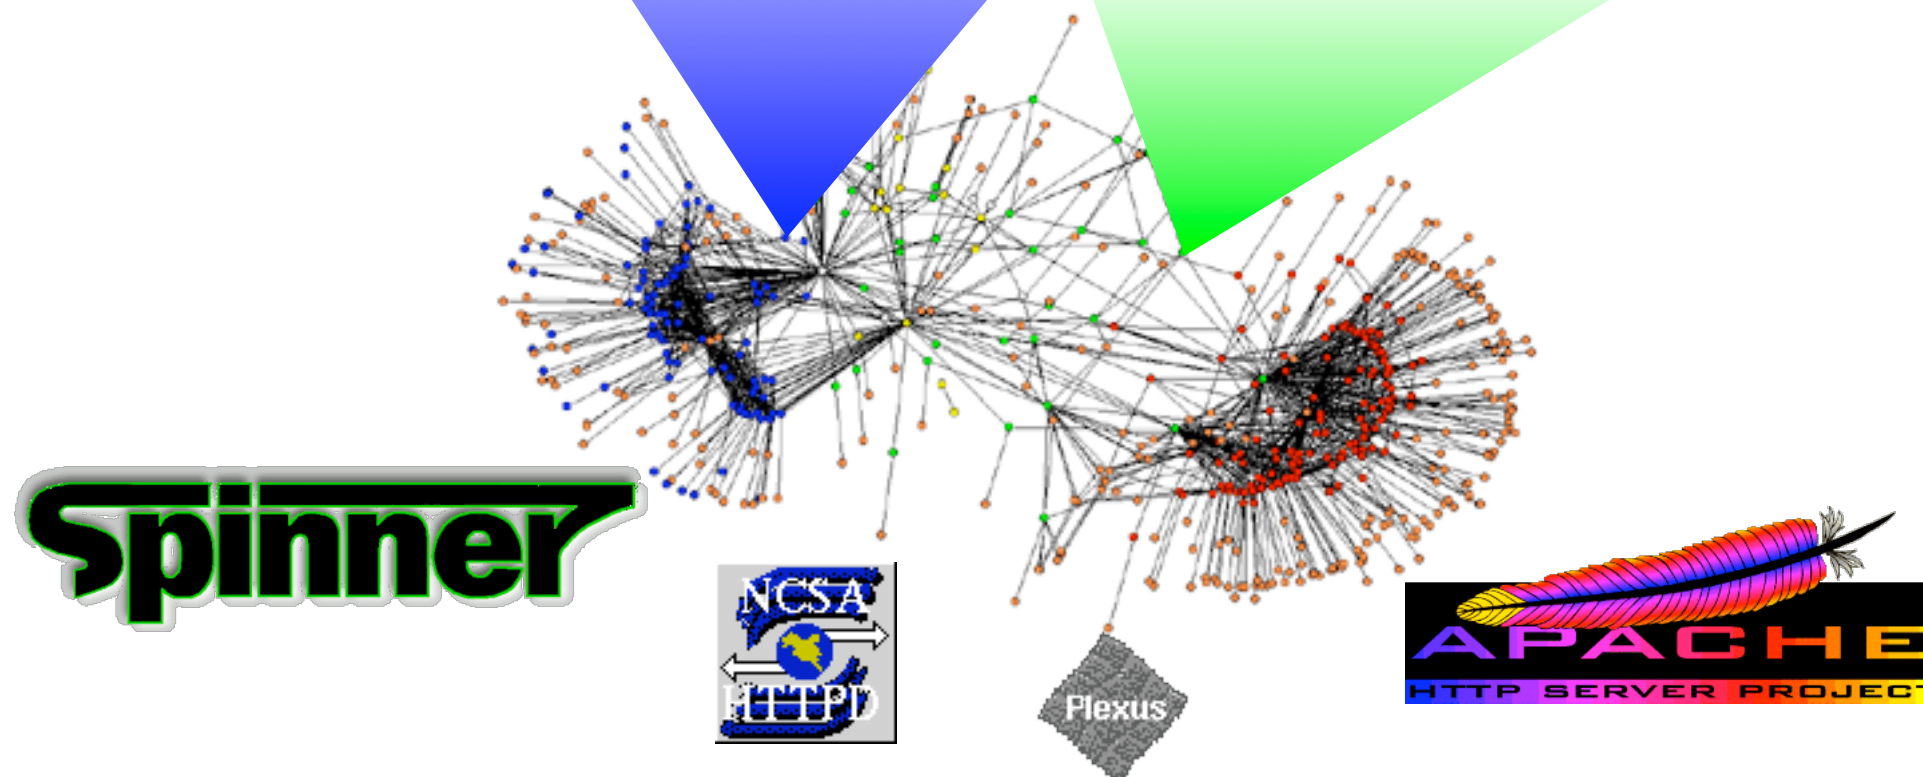 Spinner
NCSA
HTTPD
Plexus
APACHE
HTTP SERVER PROJECT